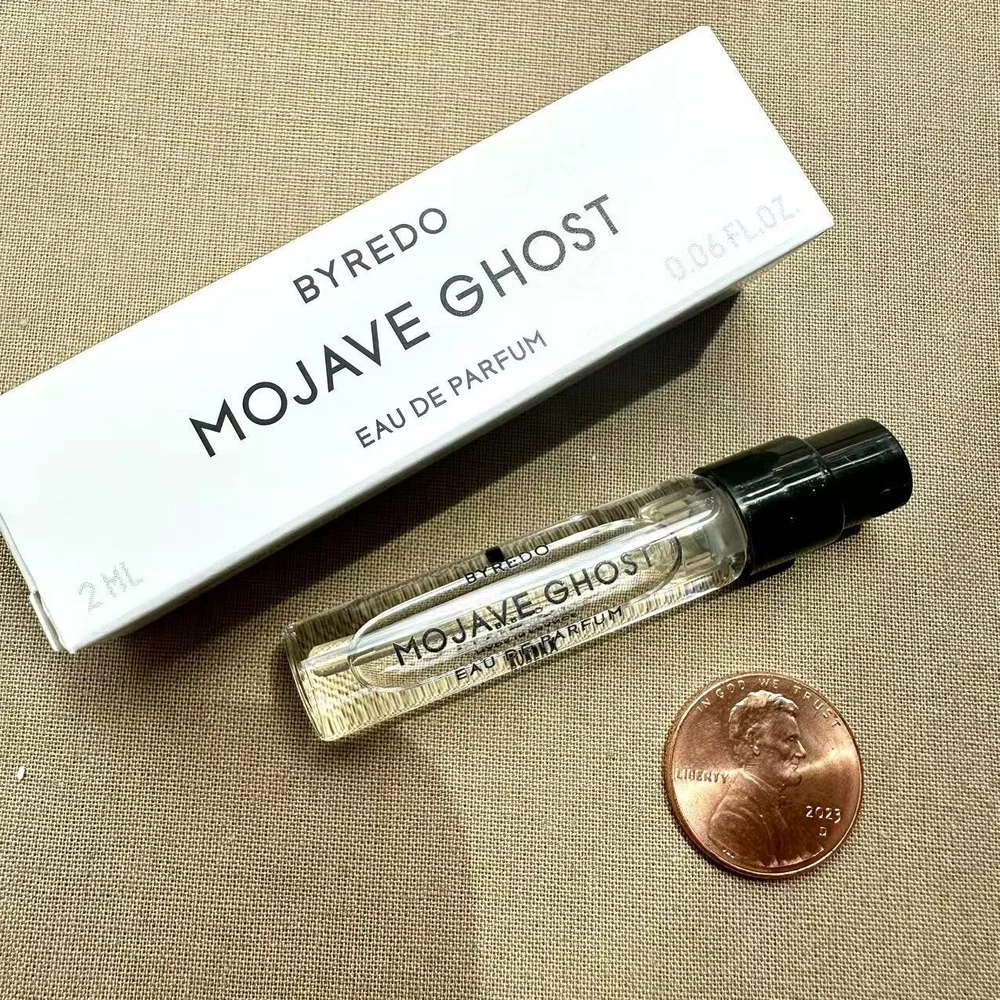 BYREDO
MOJAVE GHOST
EAU DE PARFUM
0.06 FL.OZ.
2 ML
BYREDO
MOJAVE GHOST
EAU DE PARFUM
IN GOD WE TRUST
LIBERTY
2023
D